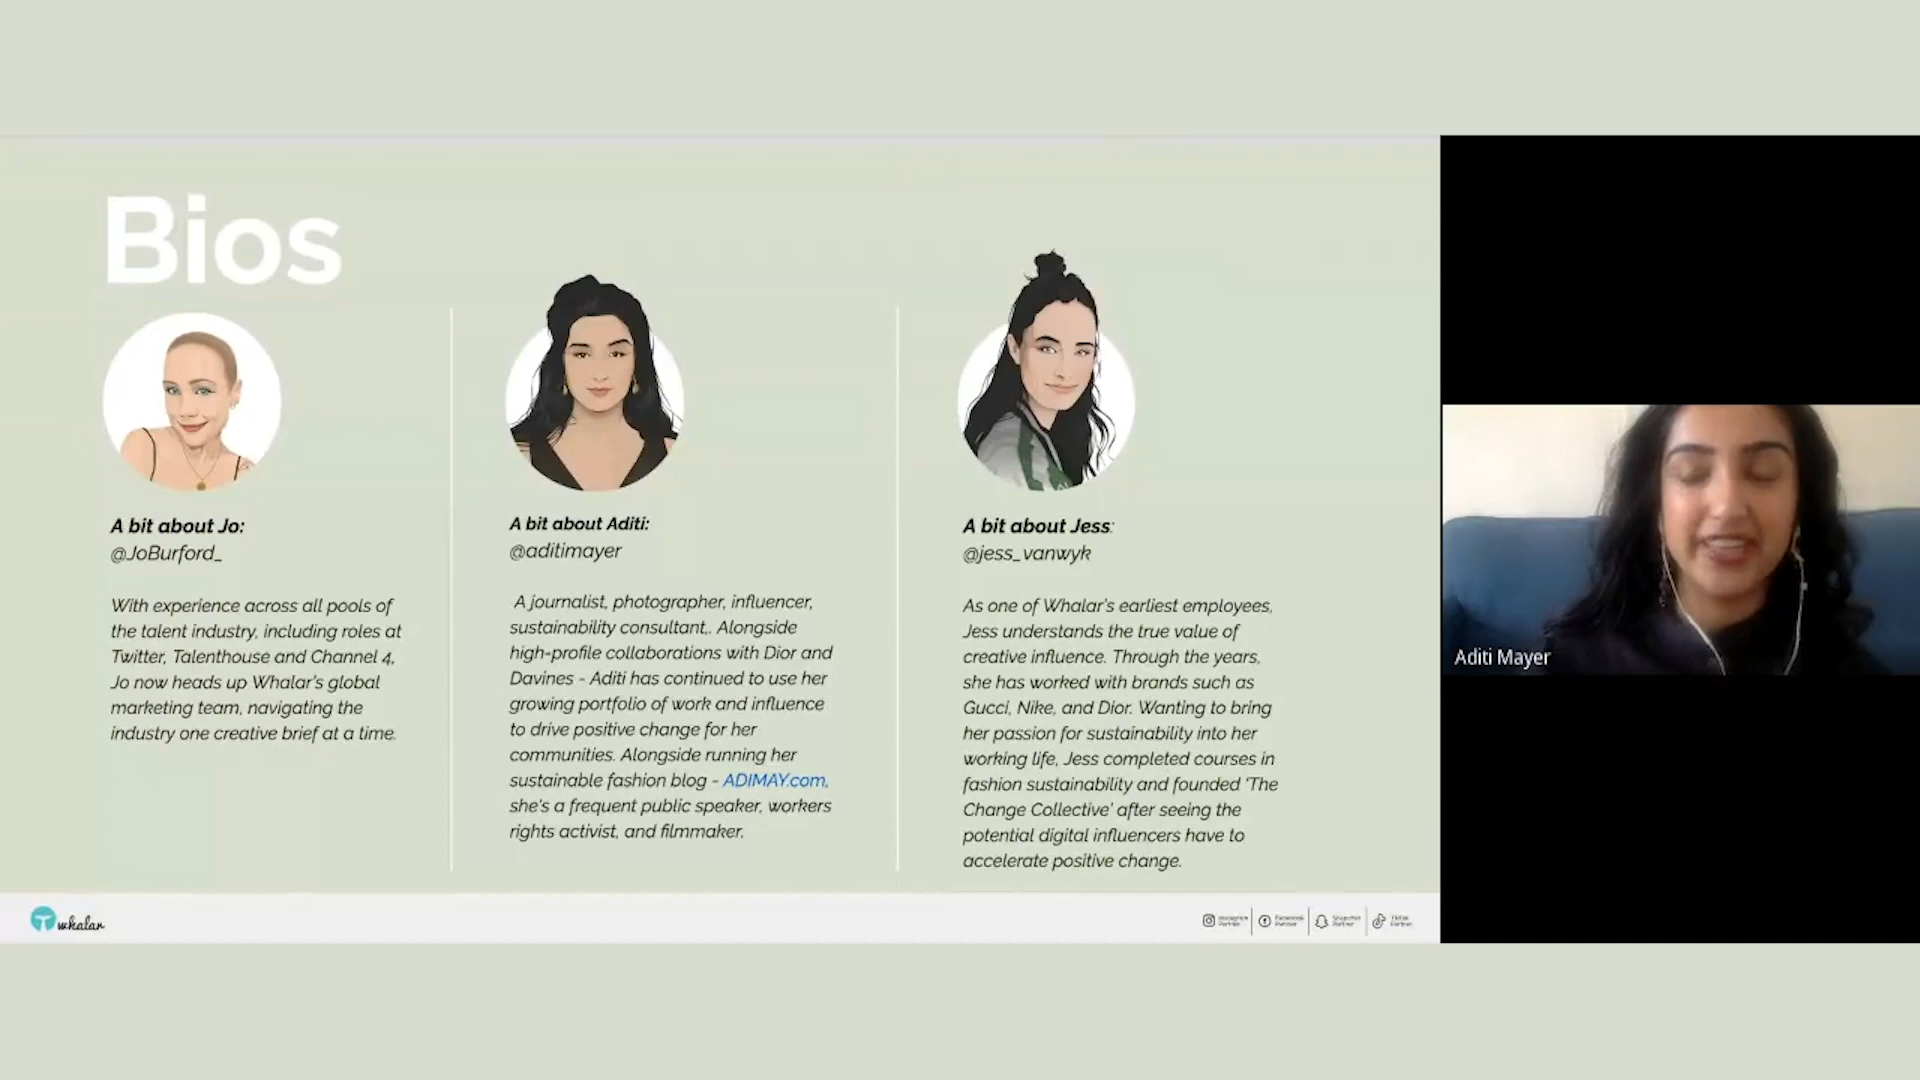 Bios
A bit about Jo:
@JoBurford_
With experience across all pools of
the talent industry, including roles at
Twitter, Talenthouse and Channel 4,
Jo now heads up Whalar's global
marketing team, navigating the
industry one creative brief at a time.
A bit about Aditi:
@aditimayer
A journalist, photographer, influencer,
sustainability consultant,. Alongside
high-profile collaborations with Dior and
Davines - Aditi has continued to use her
growing portfolio of work and influence
to drive positive change for her
communities. Alongside running her
sustainable fashion blog - ADIMAY.com,
she's a frequent public speaker, workers
rights activist, and filmmaker.
A bit about Jess:
@jess_vanwyk
As one of Whalar's earliest employees,
Jess understands the true value of
creative influence. Through the years,
she has worked with brands such as
Gucci, Nike, and Dior. Wanting to bring
her passion for sustainability into her
working life, Jess completed courses in
fashion sustainability and founded 'The
Change Collective' after seeing the
potential digital influencers have to
accelerate positive change.
Aditi Mayer
whalar
Instagram
Partner
Facebook
Partner
Snapchat
Partner
TikTok
Partner